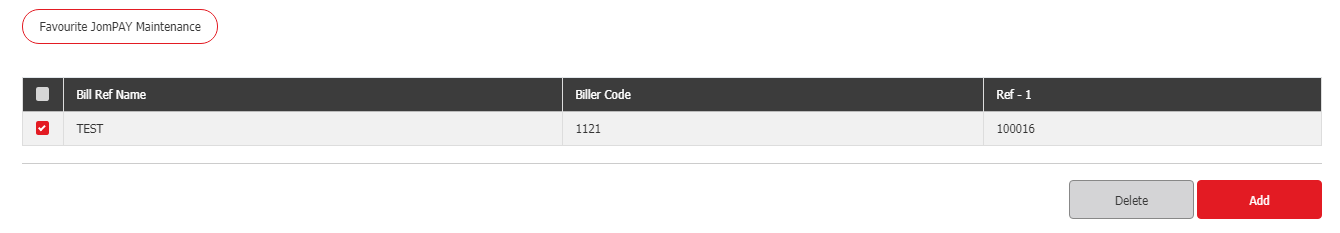 Favourite JomPAY Maintenance
Bill Ref Name Biller Code Ref - 1
TEST 1121 100016
Delete Add